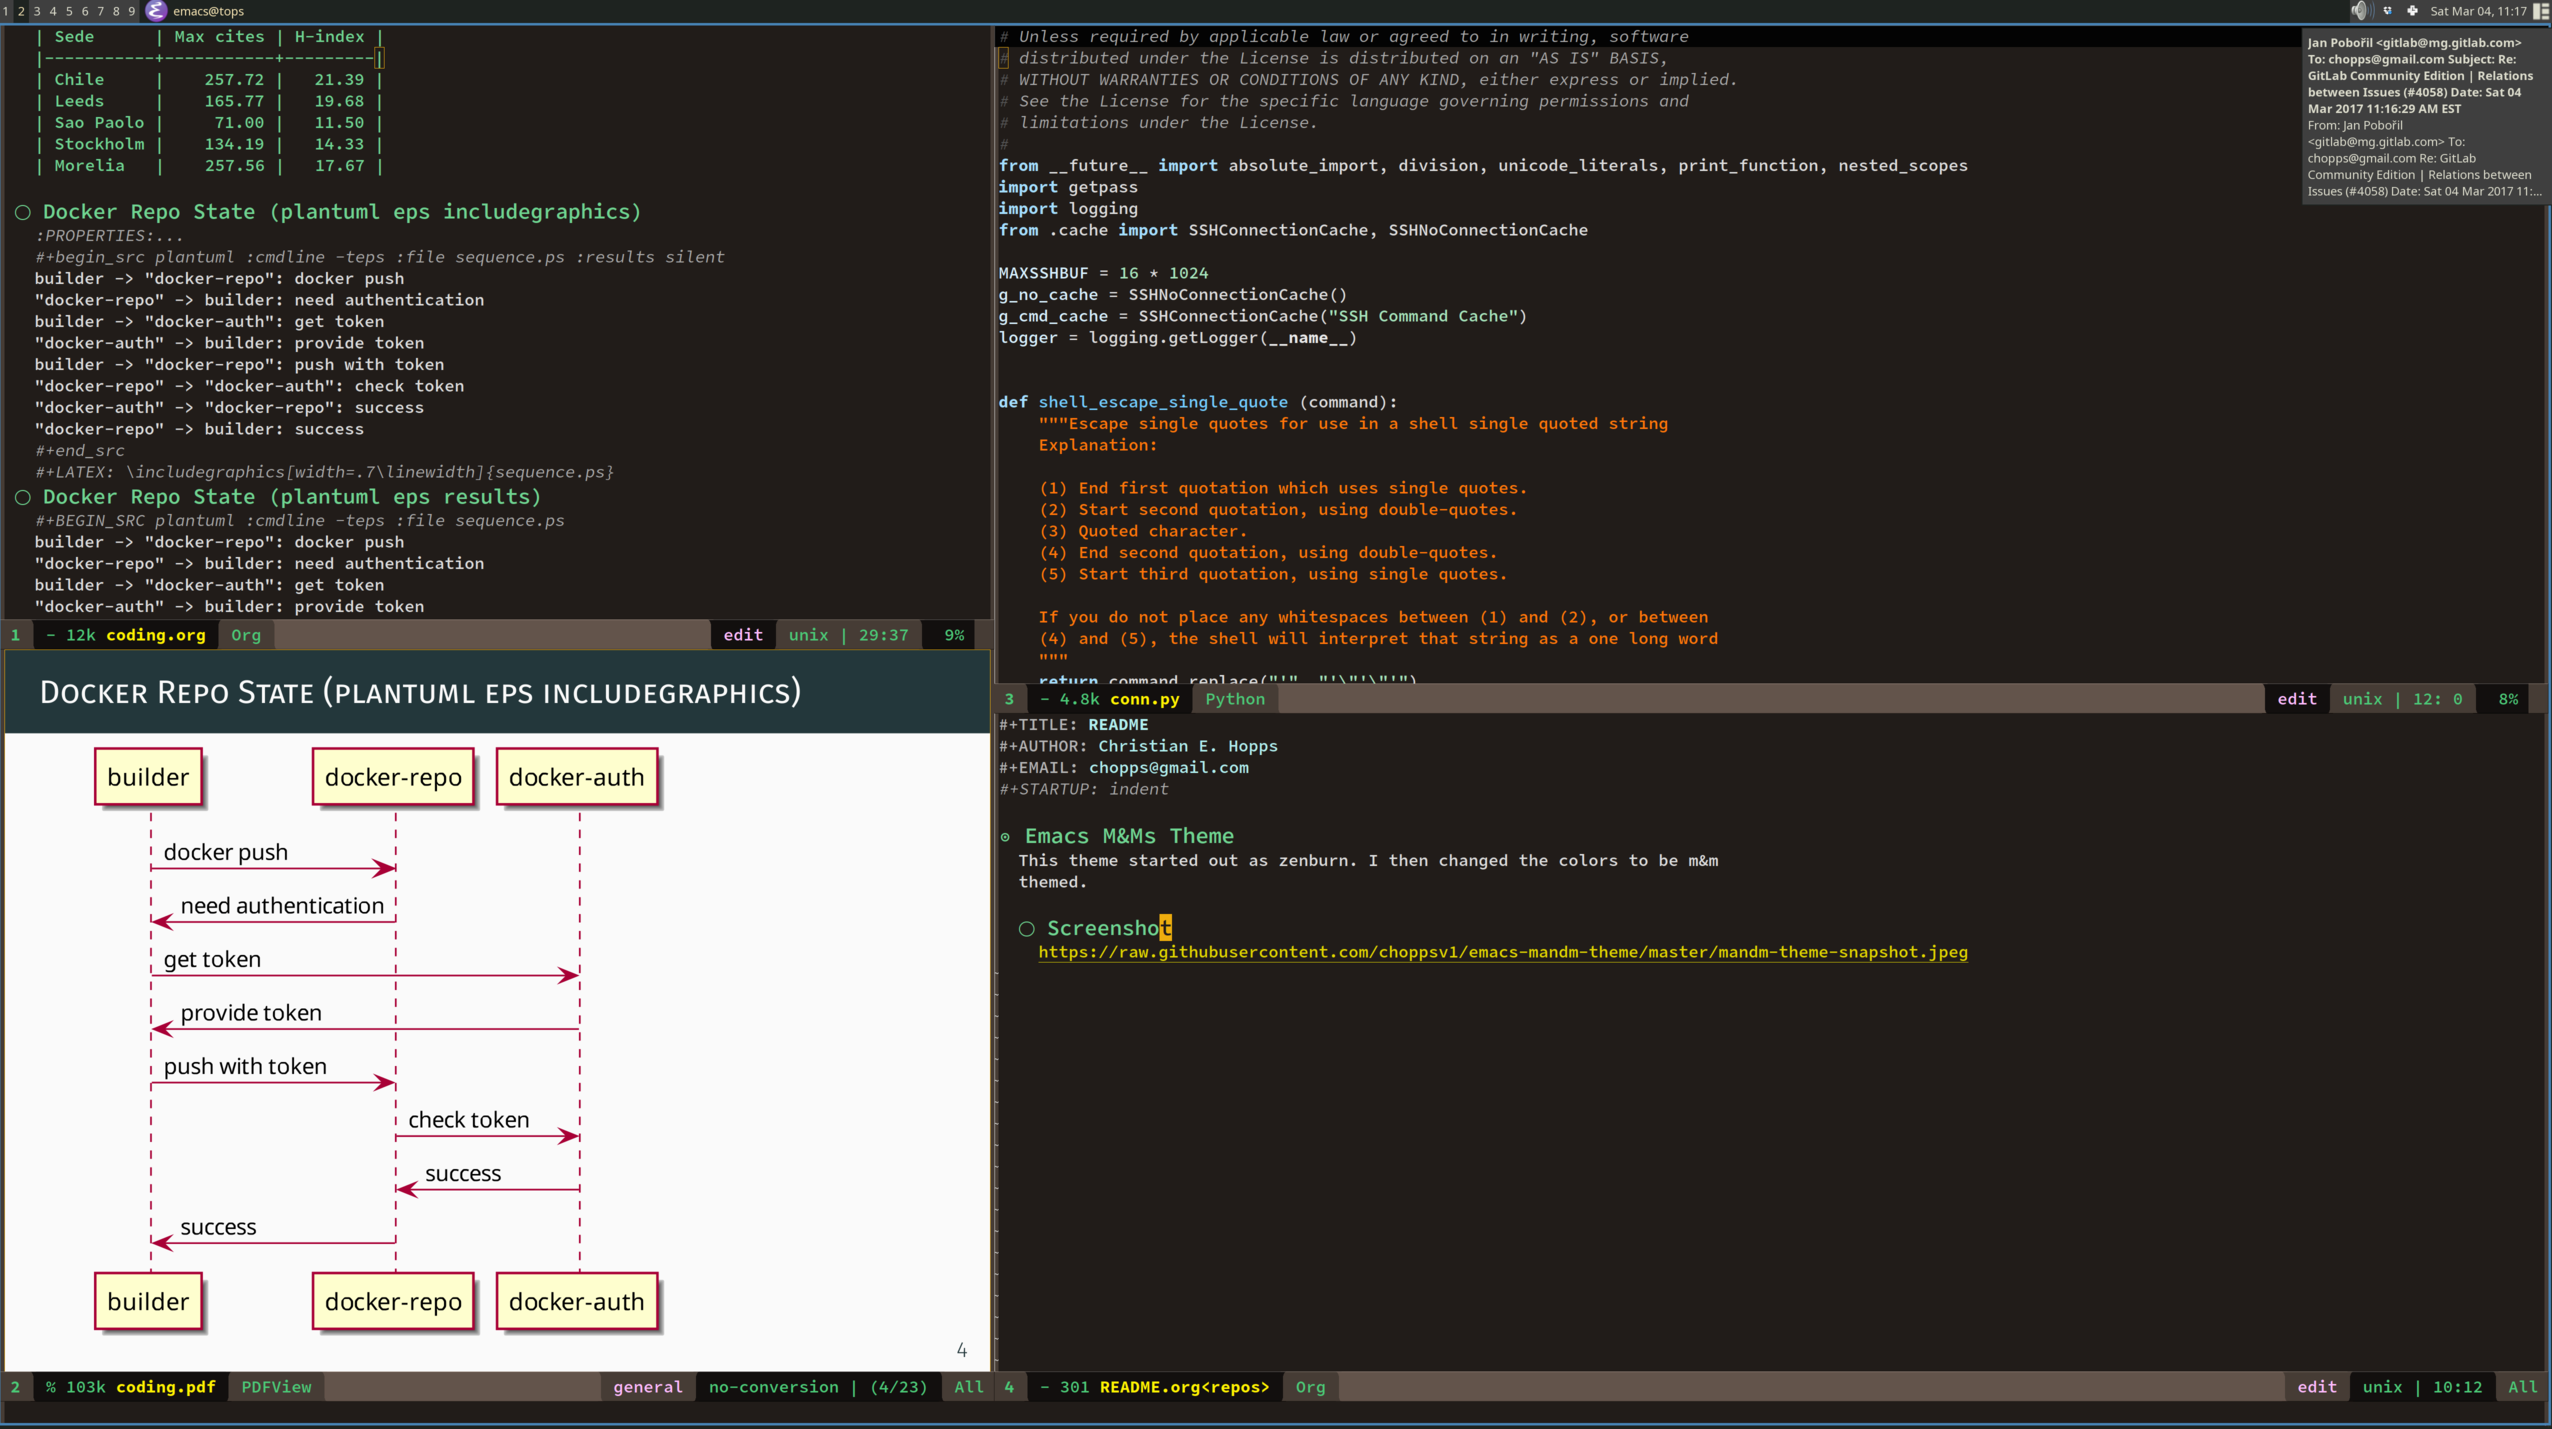 1 2 3 4 5 6 7 8 9 emacs@tops
Sat Mar 04, 11:17
| Sede      | Max cites | H-index |
|-----------+-----------+---------|
| Chile     |    257.72 |   21.39 |
| Leeds     |    165.77 |   19.68 |
| Sao Paolo |     71.00 |   11.50 |
| Stockholm |    134.19 |   14.33 |
| Morelia   |    257.56 |   17.67 |
Docker Repo State (plantuml eps includegraphics)
:PROPERTIES:...
#+begin_src plantuml :cmdline -teps :file sequence.ps :results silent
builder -> "docker-repo": docker push
"docker-repo" -> builder: need authentication
builder -> "docker-auth": get token
"docker-auth" -> builder: provide token
builder -> "docker-repo": push with token
"docker-repo" -> "docker-auth": check token
"docker-auth" -> "docker-repo": success
"docker-repo" -> builder: success
#+end_src
#+LATEX: \includegraphics[width=.7\linewidth]{sequence.ps}
Docker Repo State (plantuml eps results)
#+BEGIN_SRC plantuml :cmdline -teps :file sequence.ps
builder -> "docker-repo": docker push
"docker-repo" -> builder: need authentication
builder -> "docker-auth": get token
"docker-auth" -> builder: provide token
1 - 12k coding.org Org edit unix | 29:37 9%
Docker Repo State (plantuml eps includegraphics)
builder docker-repo docker-auth
docker push
need authentication
get token
provide token
push with token
check token
success
success
builder docker-repo docker-auth
4
2 % 103k coding.pdf PDFView general no-conversion | (4/23) All
# Unless required by applicable law or agreed to in writing, software
# distributed under the License is distributed on an "AS IS" BASIS,
# WITHOUT WARRANTIES OR CONDITIONS OF ANY KIND, either express or implied.
# See the License for the specific language governing permissions and
# limitations under the License.
#
from __future__ import absolute_import, division, unicode_literals, print_function, nested_scopes
import getpass
import logging
from .cache import SSHConnectionCache, SSHNoConnectionCache
MAXSSHBUF = 16 * 1024
g_no_cache = SSHNoConnectionCache()
g_cmd_cache = SSHConnectionCache("SSH Command Cache")
logger = logging.getLogger(__name__)
def shell_escape_single_quote (command):
"""Escape single quotes for use in a shell single quoted string
Explanation:
(1) End first quotation which uses single quotes.
(2) Start second quotation, using double-quotes.
(3) Quoted character.
(4) End second quotation, using double-quotes.
(5) Start third quotation, using single quotes.
If you do not place any whitespaces between (1) and (2), or between
(4) and (5), the shell will interpret that string as a one long word
"""
return command.replace("'", "'\"'\"'")
3 - 4.8k conn.py Python edit unix | 12: 0 8%
#+TITLE: README
#+AUTHOR: Christian E. Hopps
#+EMAIL: chopps@gmail.com
#+STARTUP: indent
Emacs M&Ms Theme
This theme started out as zenburn. I then changed the colors to be m&m
themed.
Screenshot
https://raw.githubusercontent.com/choppsv1/emacs-mandm-theme/master/mandm-theme-snapshot.jpeg
4 - 301 README.org<repos> Org edit unix | 10:12 All
Jan Pobořil <gitlab@mg.gitlab.com>
To: chopps@gmail.com Subject: Re:
GitLab Community Edition | Relations
between Issues (#4058) Date: Sat 04
Mar 2017 11:16:29 AM EST
From: Jan Pobořil
<gitlab@mg.gitlab.com> To:
chopps@gmail.com Re: GitLab
Community Edition | Relations between
Issues (#4058) Date: Sat 04 Mar 2017 11:...